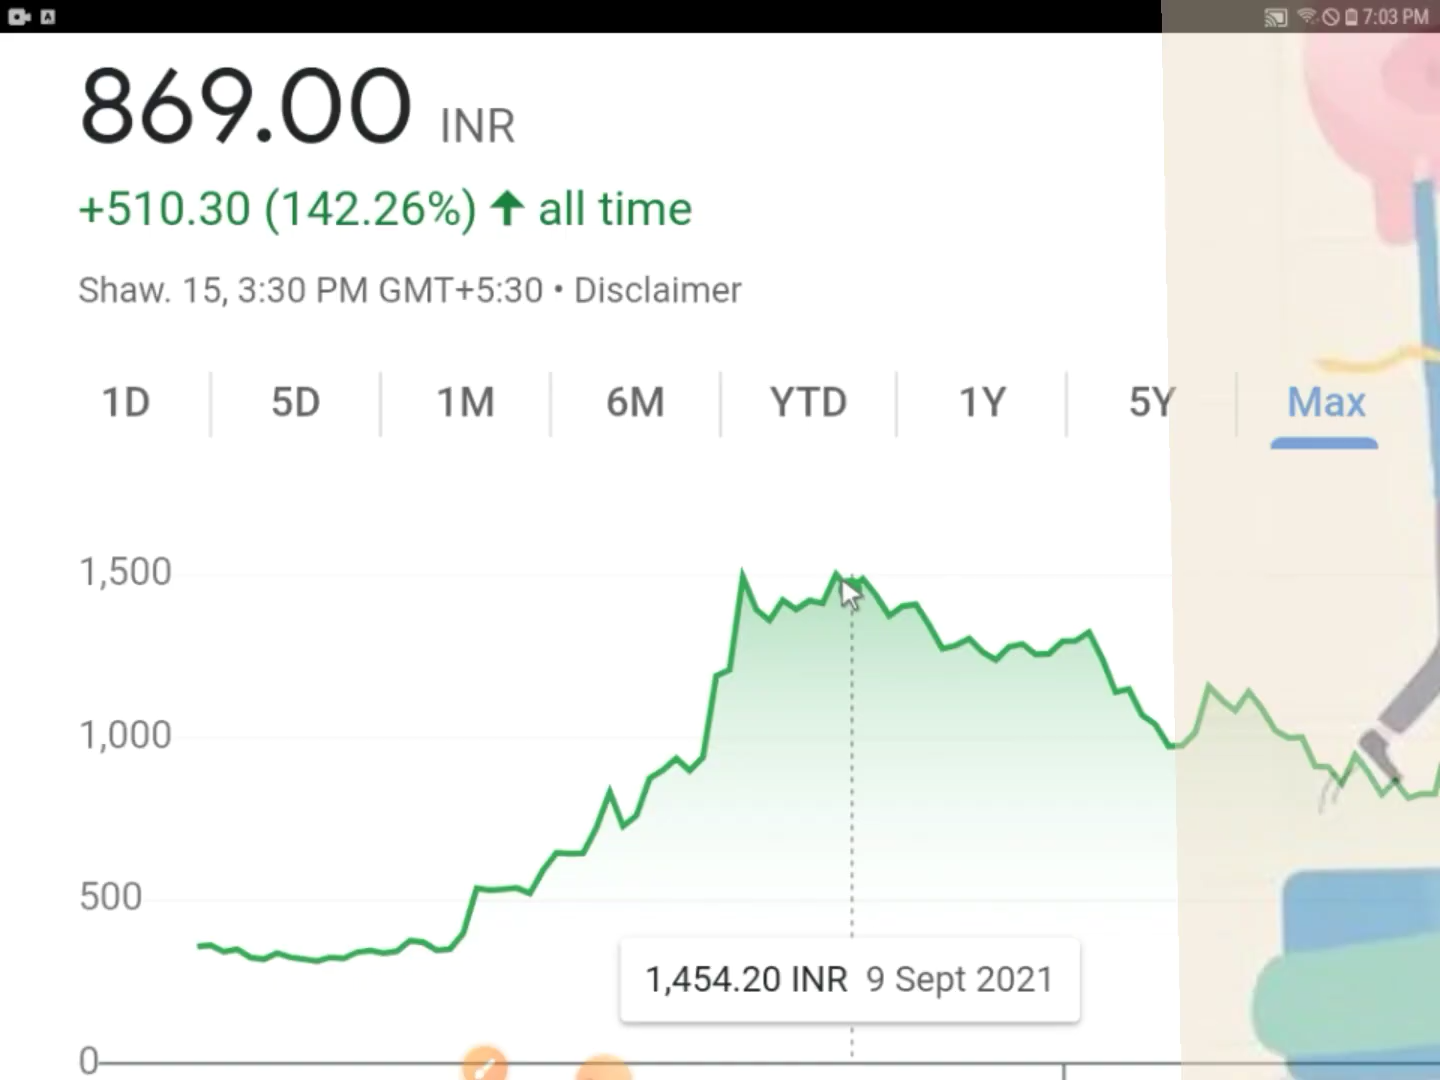 7:03 PM
869.00 INR
+510.30 (142.26%) ↑ all time
Shaw. 15, 3:30 PM GMT+5:30 • Disclaimer
1D 5D 1M 6M YTD 1Y 5Y Max
1,500
1,000
500
1,454.20 INR 9 Sept 2021
0